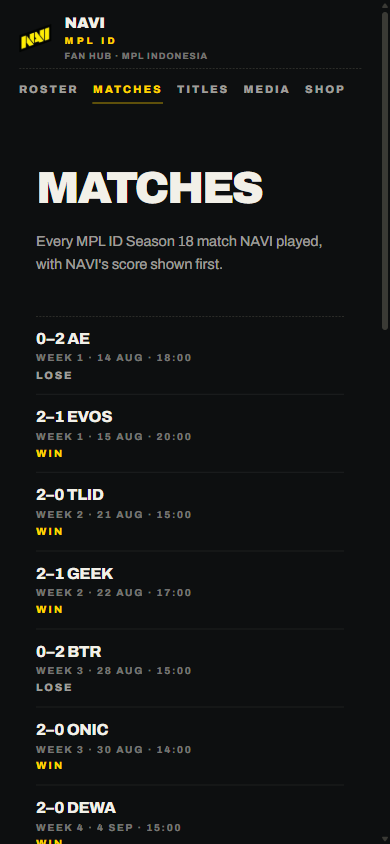 NAVI
NAVI
MPL ID
FAN HUB · MPL INDONESIA
ROSTER MATCHES TITLES MEDIA SHOP
MATCHES
Every MPL ID Season 18 match NAVI played,
with NAVI's score shown first.
0–2 AE
WEEK 1 · 14 AUG · 18:00
LOSE
2–1 EVOS
WEEK 1 · 15 AUG · 20:00
WIN
2–0 TLID
WEEK 2 · 21 AUG · 15:00
WIN
2–1 GEEK
WEEK 2 · 22 AUG · 17:00
WIN
0–2 BTR
WEEK 3 · 28 AUG · 15:00
LOSE
2–0 ONIC
WEEK 3 · 30 AUG · 14:00
WIN
2–0 DEWA
WEEK 4 · 4 SEP · 15:00
WIN